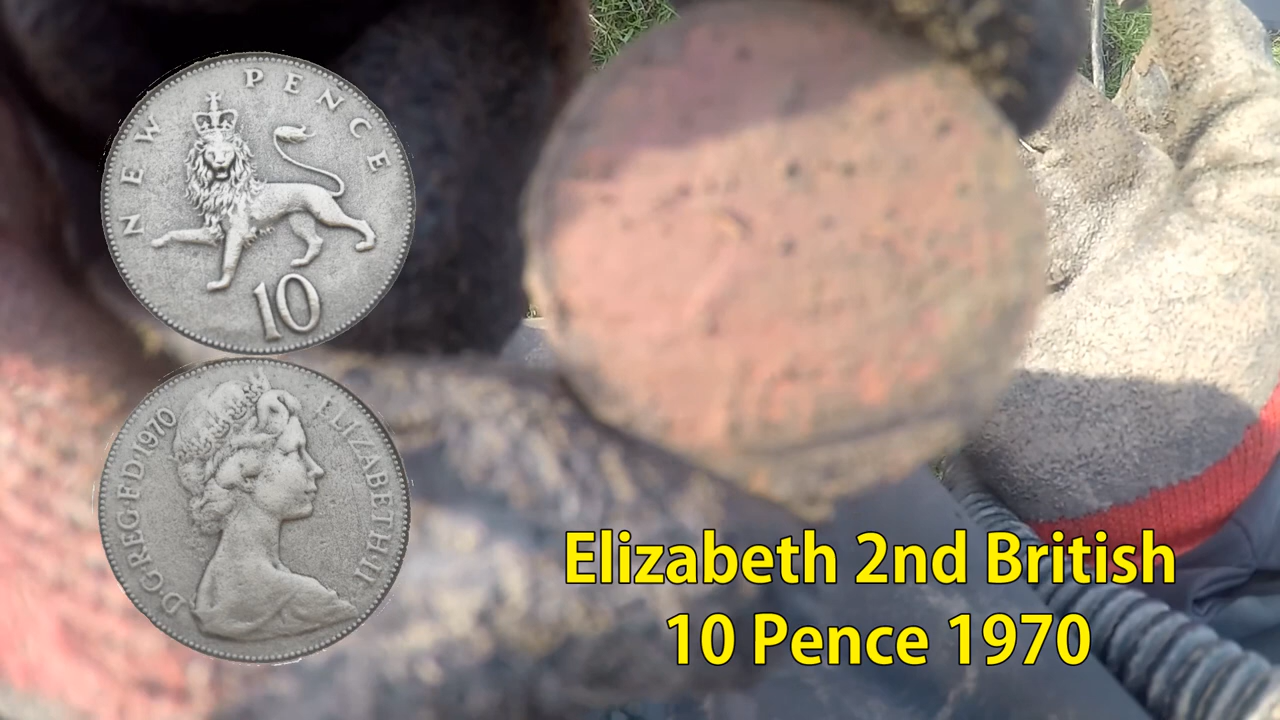 NEW PENCE
10
D·G·REG·F·D·1970 ELIZABETH II
Elizabeth 2nd British
10 Pence 1970